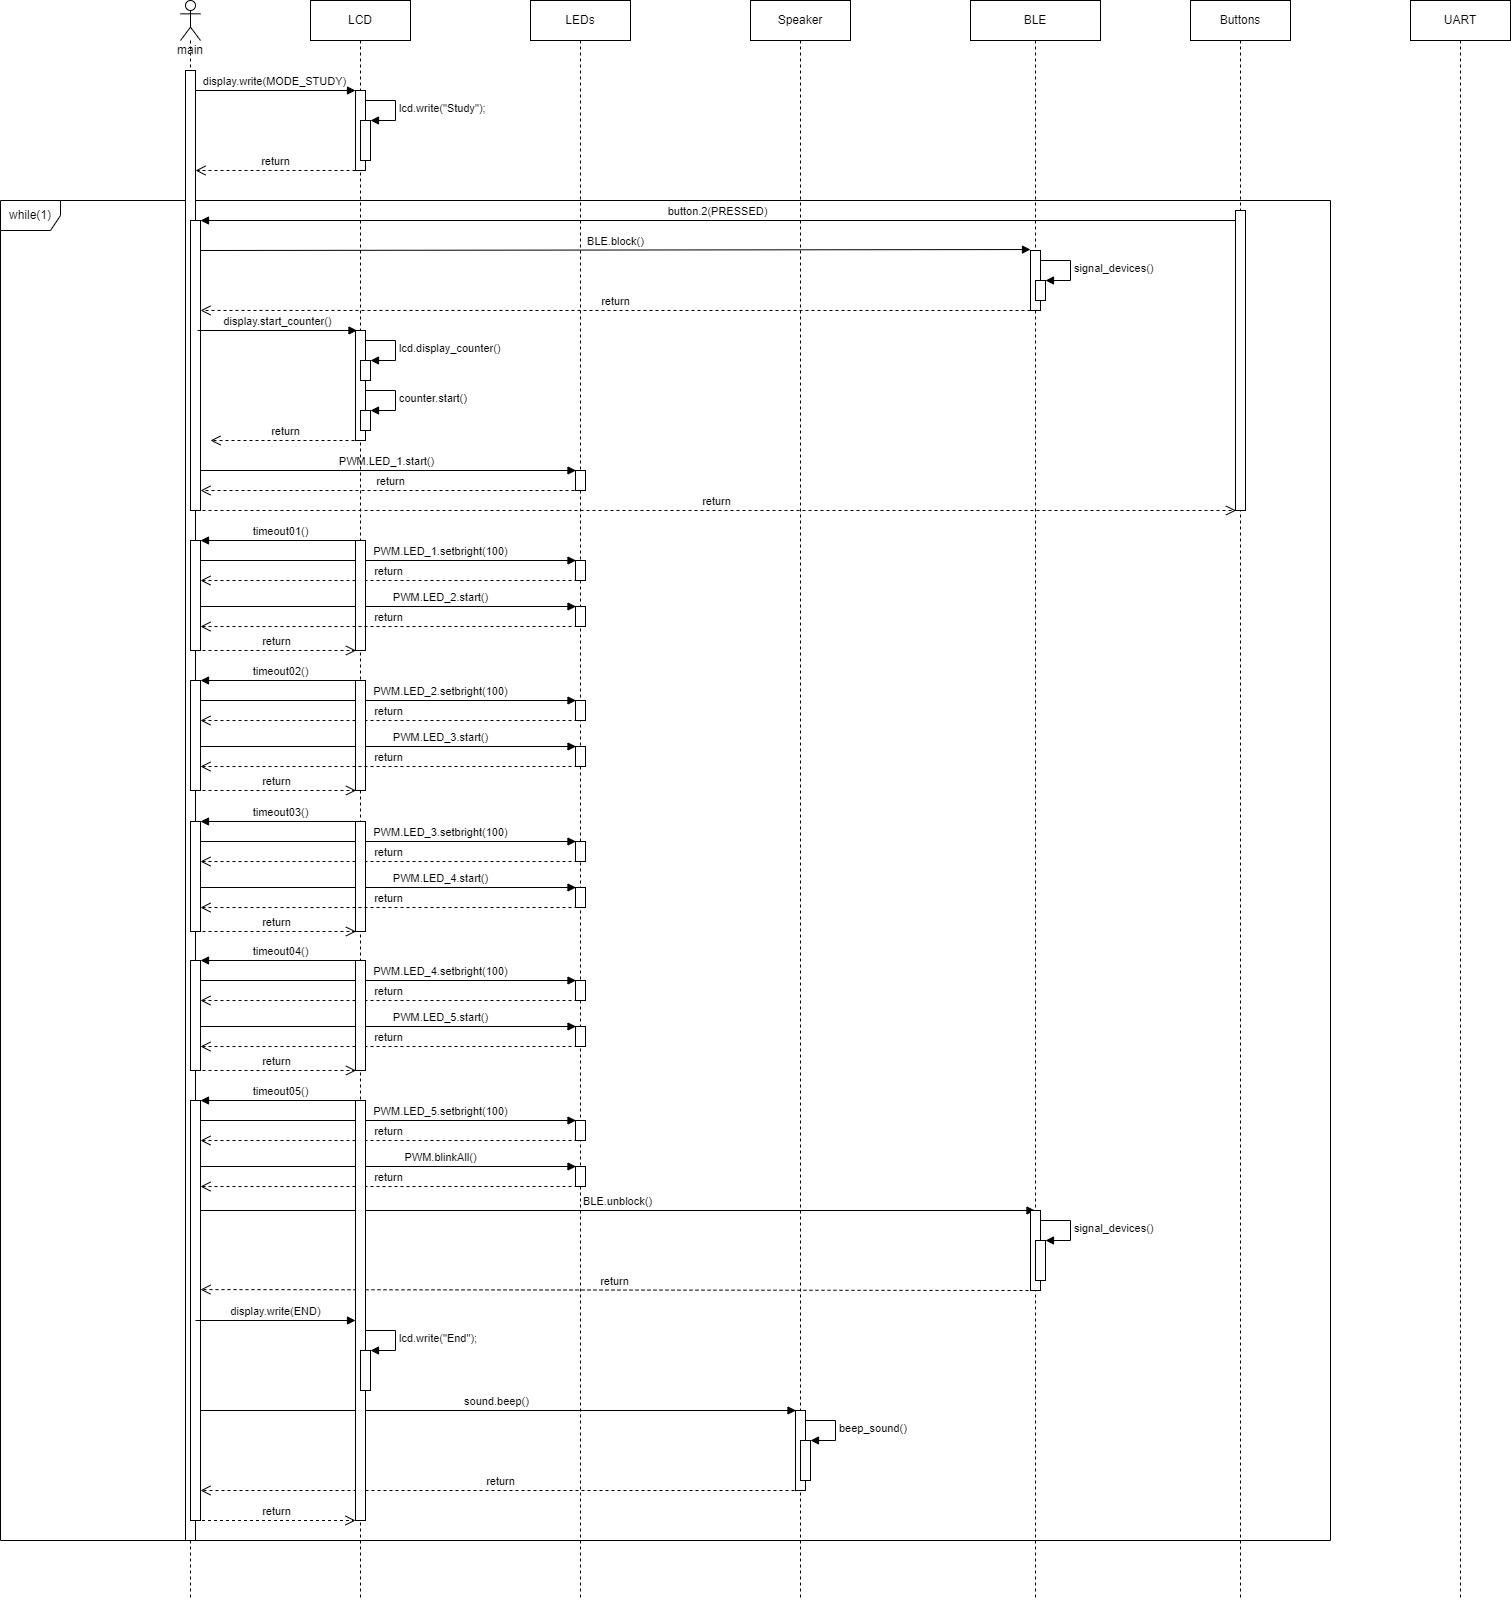 LCD
LEDs
Speaker
BLE
Buttons
UART
main
display.write(MODE_STUDY)
lcd.write("Study");
return
while(1)
button.2(PRESSED)
BLE.block()
signal_devices()
return
display.start_counter()
lcd.display_counter()
counter.start()
return
PWM.LED_1.start()
return
return
timeout01()
PWM.LED_1.setbright(100)
return
PWM.LED_2.start()
return
return
timeout02()
PWM.LED_2.setbright(100)
return
PWM.LED_3.start()
return
return
timeout03()
PWM.LED_3.setbright(100)
return
PWM.LED_4.start()
return
return
timeout04()
PWM.LED_4.setbright(100)
return
PWM.LED_5.start()
return
return
timeout05()
PWM.LED_5.setbright(100)
return
PWM.blinkAll()
return
BLE.unblock()
signal_devices()
return
display.write(END)
lcd.write("End");
sound.beep()
beep_sound()
return
return